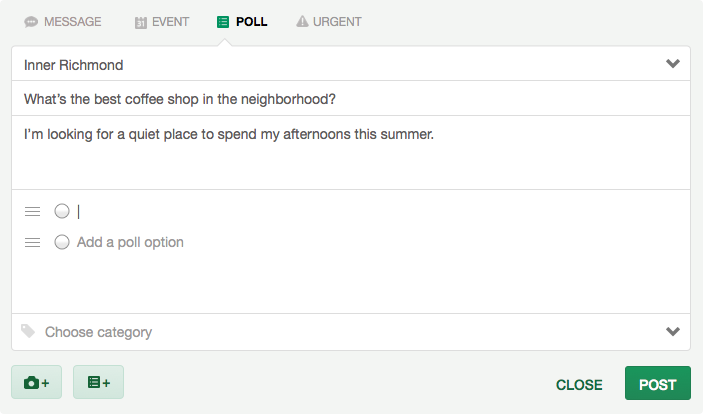 MESSAGE 31 EVENT POLL URGENT
Inner Richmond
What's the best coffee shop in the neighborhood?
I'm looking for a quiet place to spend my afternoons this summer.
Add a poll option
Choose category
+ + CLOSE POST